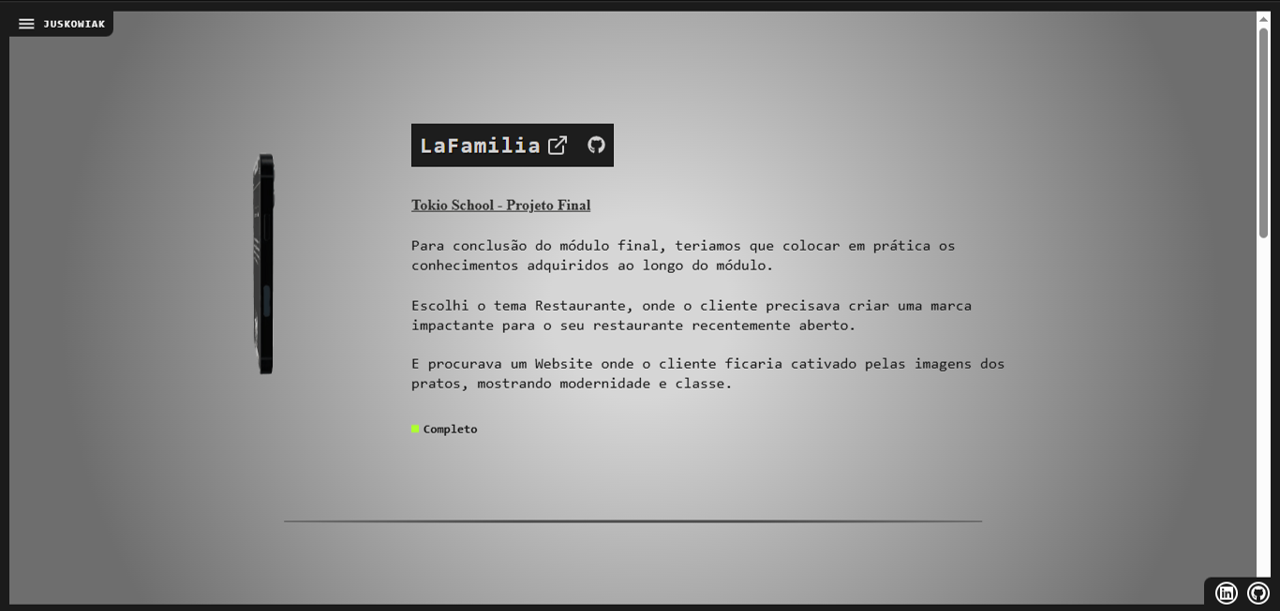 JUSKOWIAK
LaFamilia
Tokio School - Projeto Final
Para conclusão do módulo final, teriamos que colocar em prática os
conhecimentos adquiridos ao longo do módulo.
Escolhi o tema Restaurante, onde o cliente precisava criar uma marca
impactante para o seu restaurante recentemente aberto.
E procurava um Website onde o cliente ficaria cativado pelas imagens dos
pratos, mostrando modernidade e classe.
Completo
in